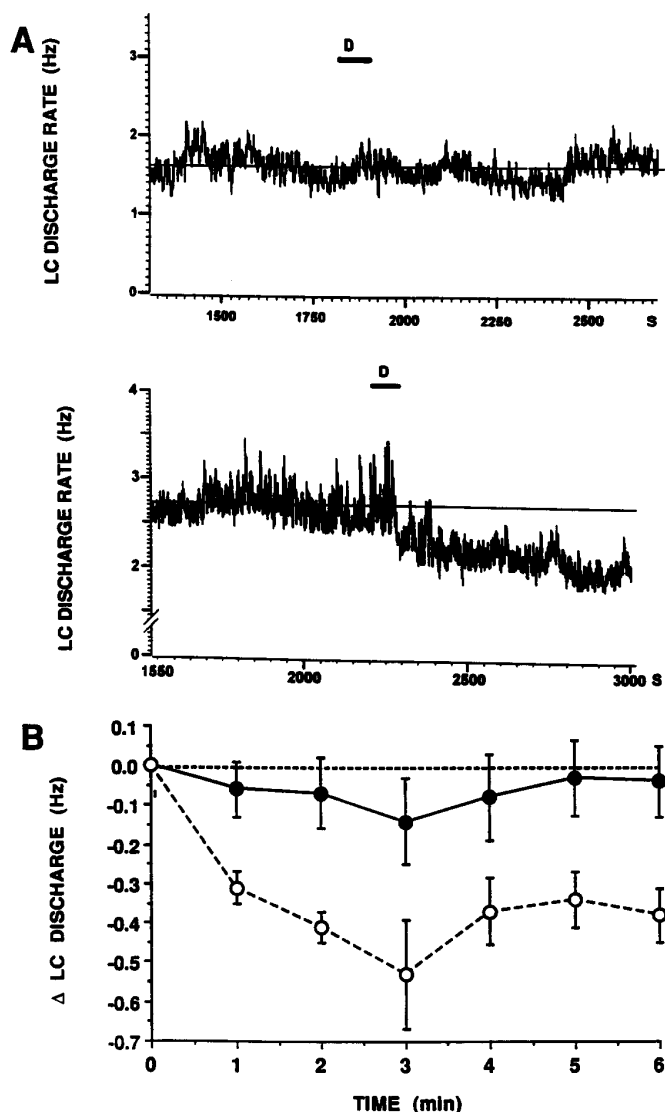 A
LC DISCHARGE RATE (Hz)
D
3
2
1
0
1500 1750 2000 2250 2500 S
LC DISCHARGE RATE (Hz)
D
4
3
2
0
1550 2000 2500 3000 S
B
Δ LC DISCHARGE (Hz)
0.1
0.0
-0.1
-0.2
-0.3
-0.4
-0.5
-0.6
-0.7
0 1 2 3 4 5 6
TIME (min)